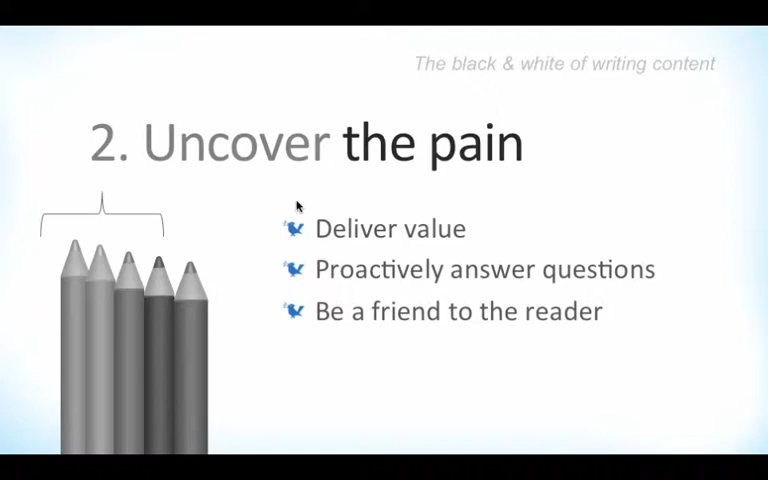 The black & white of writing content
2. Uncover the pain
Deliver value
Proactively answer questions
Be a friend to the reader